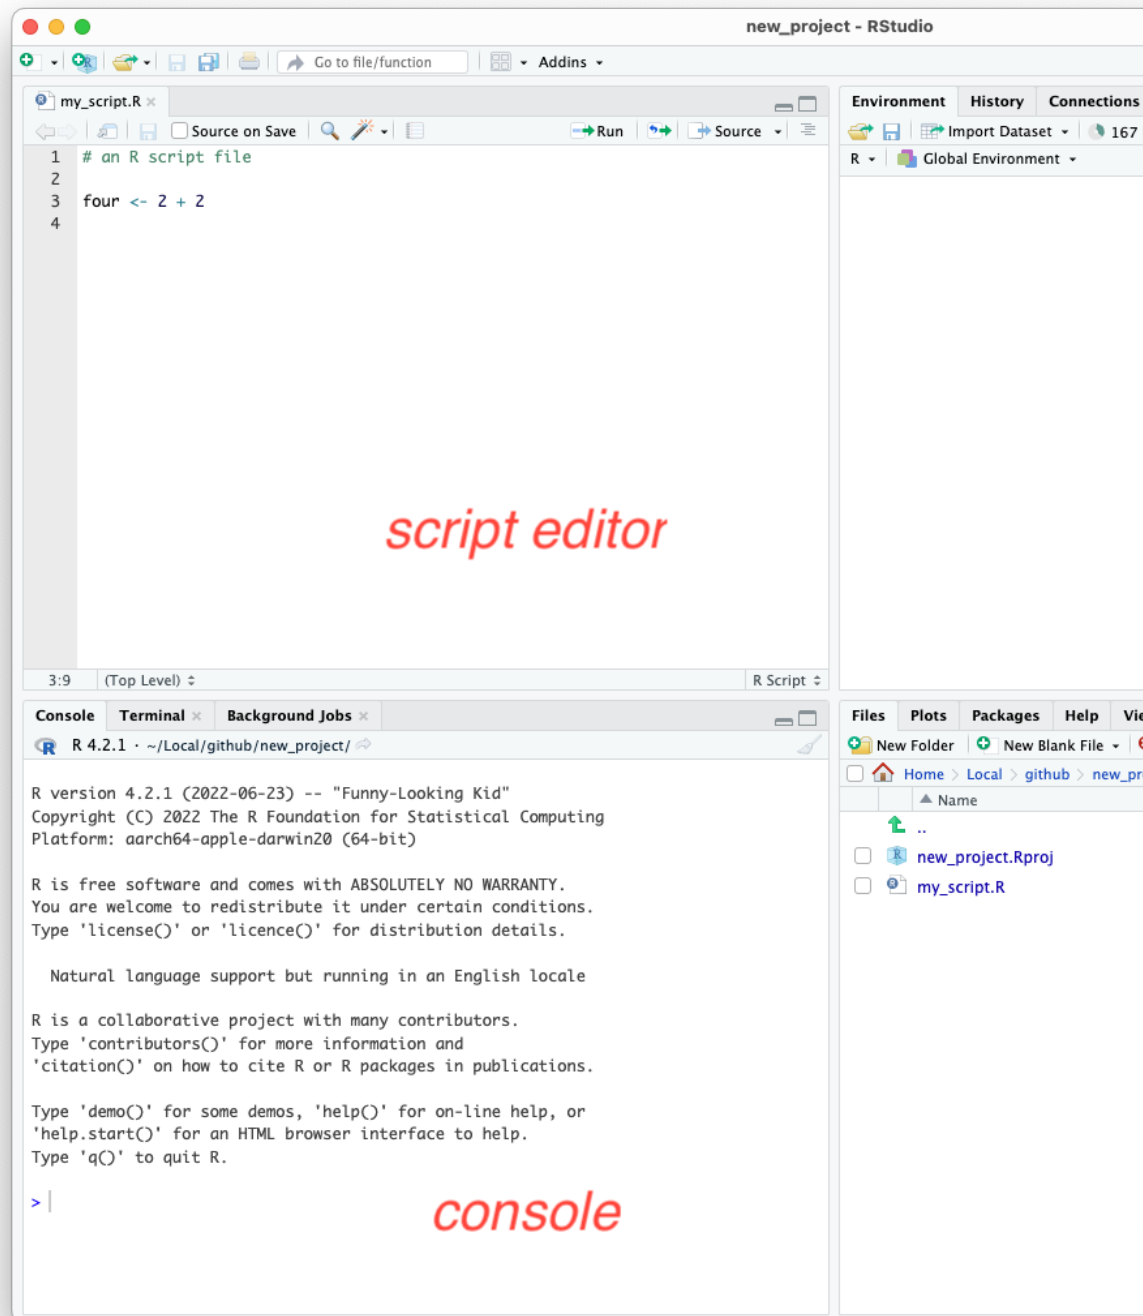 new_project - RStudio
Go to file/function
Addins
my_script.R
Source on Save
Run
Source
1 # an R script file
2
3 four <- 2 + 2
4
script editor
3:9 (Top Level) R Script
Environment History Connections
Import Dataset 167
R Global Environment
Console Terminal Background Jobs
R 4.2.1 · ~/Local/github/new_project/
R version 4.2.1 (2022-06-23) -- "Funny-Looking Kid"
Copyright (C) 2022 The R Foundation for Statistical Computing
Platform: aarch64-apple-darwin20 (64-bit)
R is free software and comes with ABSOLUTELY NO WARRANTY.
You are welcome to redistribute it under certain conditions.
Type 'license()' or 'licence()' for distribution details.
Natural language support but running in an English locale
R is a collaborative project with many contributors.
Type 'contributors()' for more information and
'citation()' on how to cite R or R packages in publications.
Type 'demo()' for some demos, 'help()' for on-line help, or
'help.start()' for an HTML browser interface to help.
Type 'q()' to quit R.
>
console
Files Plots Packages Help
New Folder New Blank File
Home Local github
Name
..
new_project.Rproj
my_script.R